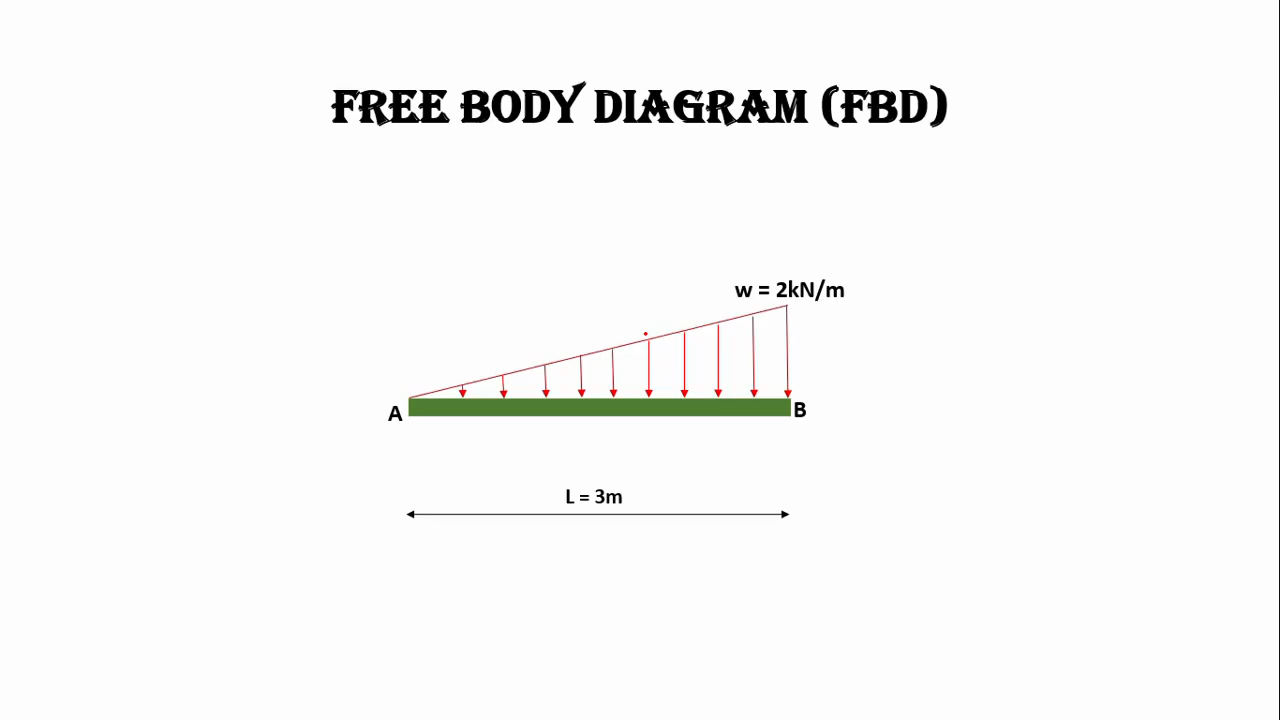 FREE BODY DIAGRAM (FBD)
w = 2kN/m
A
B
L = 3m